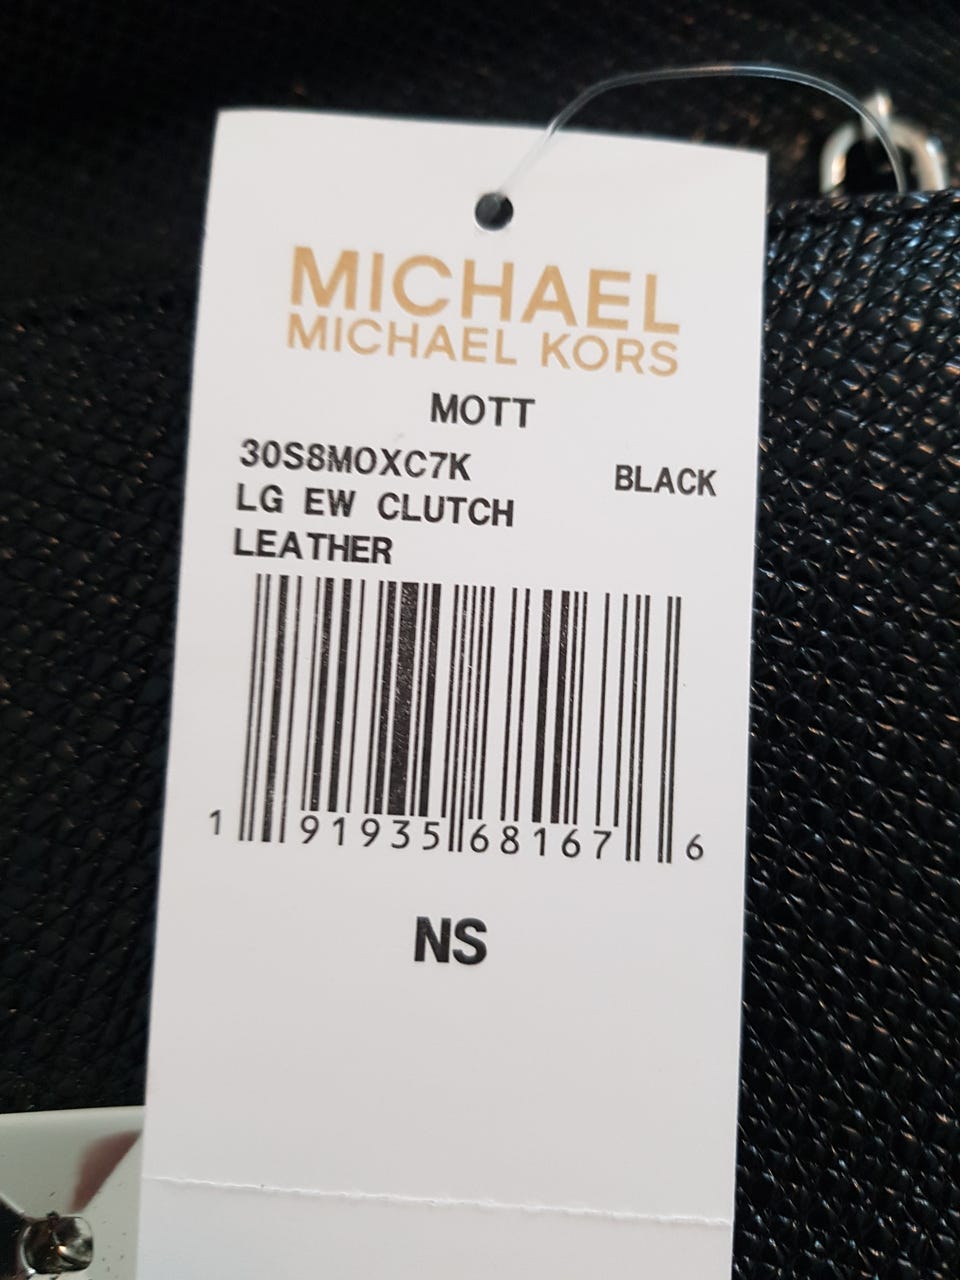 MICHAEL
MICHAEL KORS
MOTT
30S8MOXC7K BLACK
LG EW CLUTCH
LEATHER
1 91935 68167 6
NS